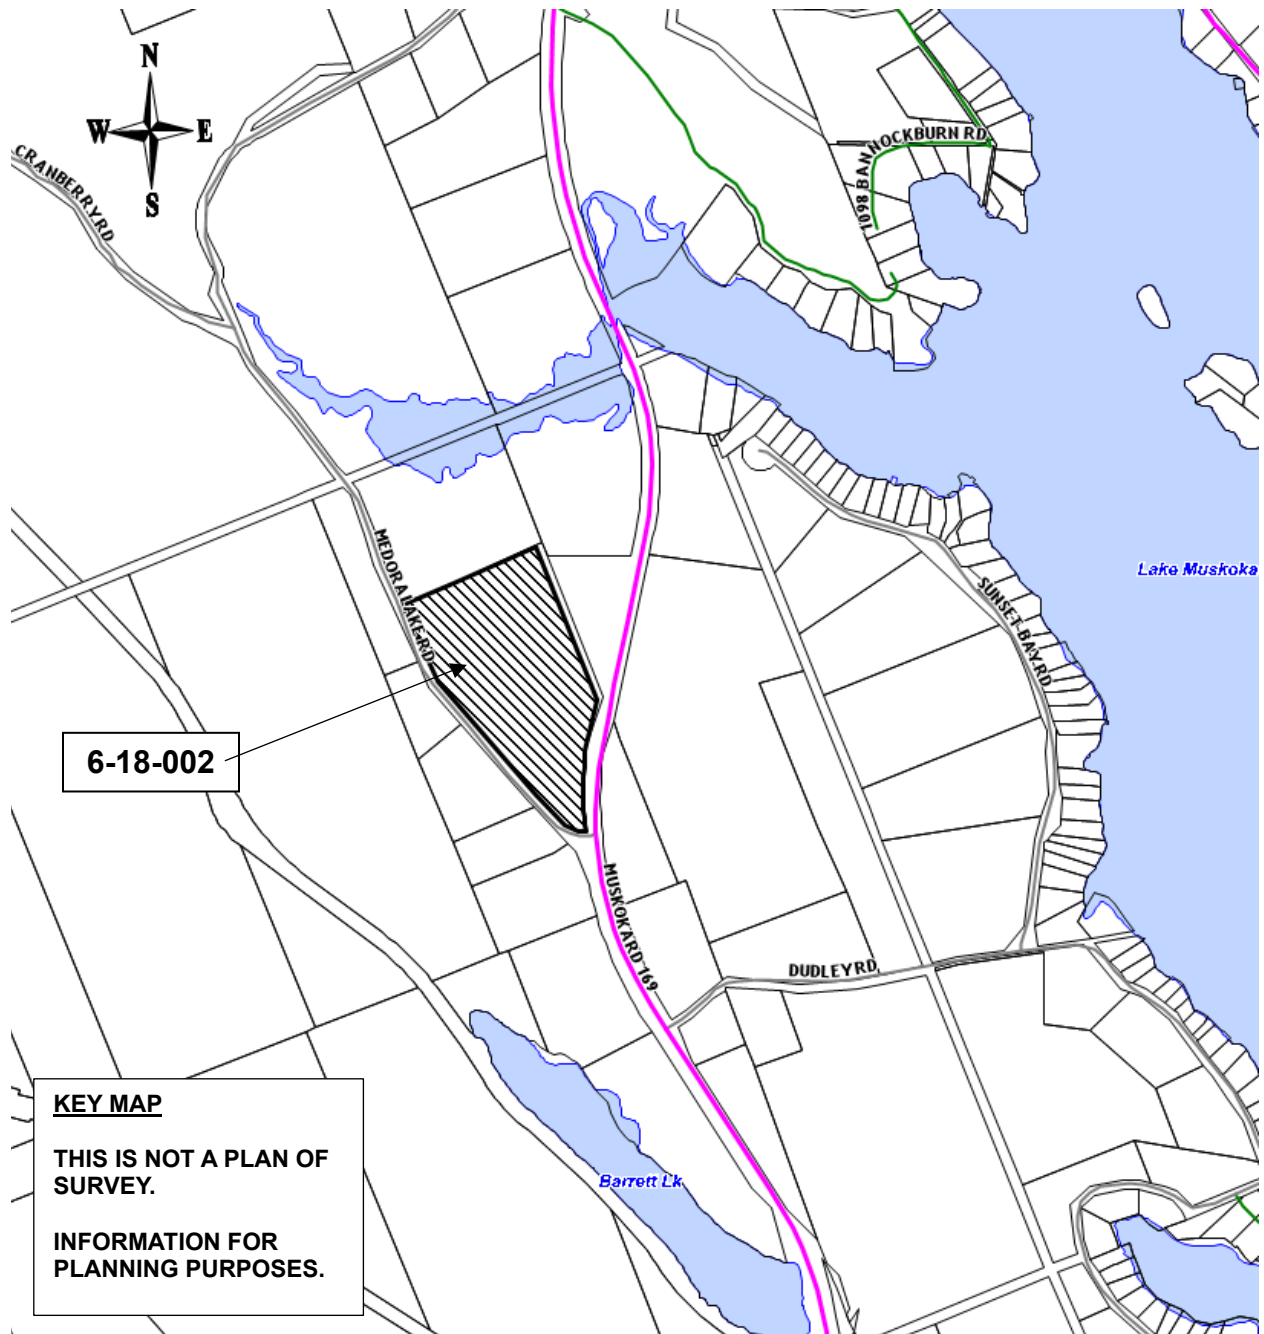 N
W E
S
CRANBERRY RD
1098 BANNOCKBURN RD
Lake Muskoka
MEDORA LAKE RD
SUNSET BAY RD
6-18-002
MUSKOKA RD 169
DUDLEY RD
Barrett Lk
KEY MAP
THIS IS NOT A PLAN OF
SURVEY.
INFORMATION FOR
PLANNING PURPOSES.